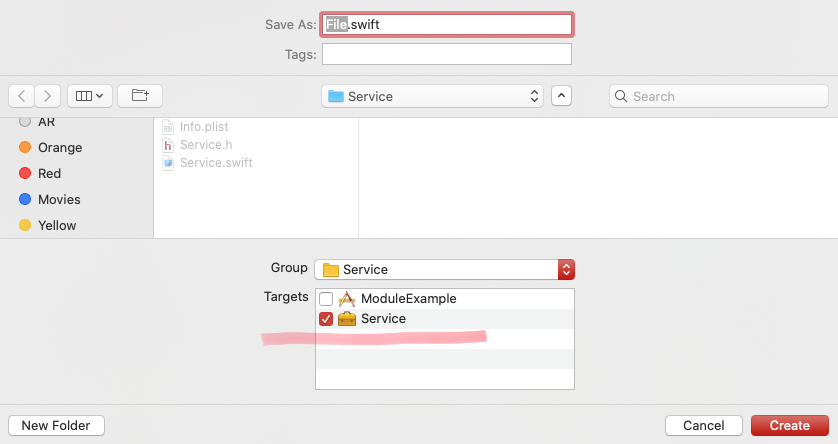 Save As: File.swift
Tags:
Service
Search
AR
Orange
Red
Movies
Yellow
Info.plist
h Service.h
Service.swift
Group Service
Targets ModuleExample
Service
New Folder Cancel Create